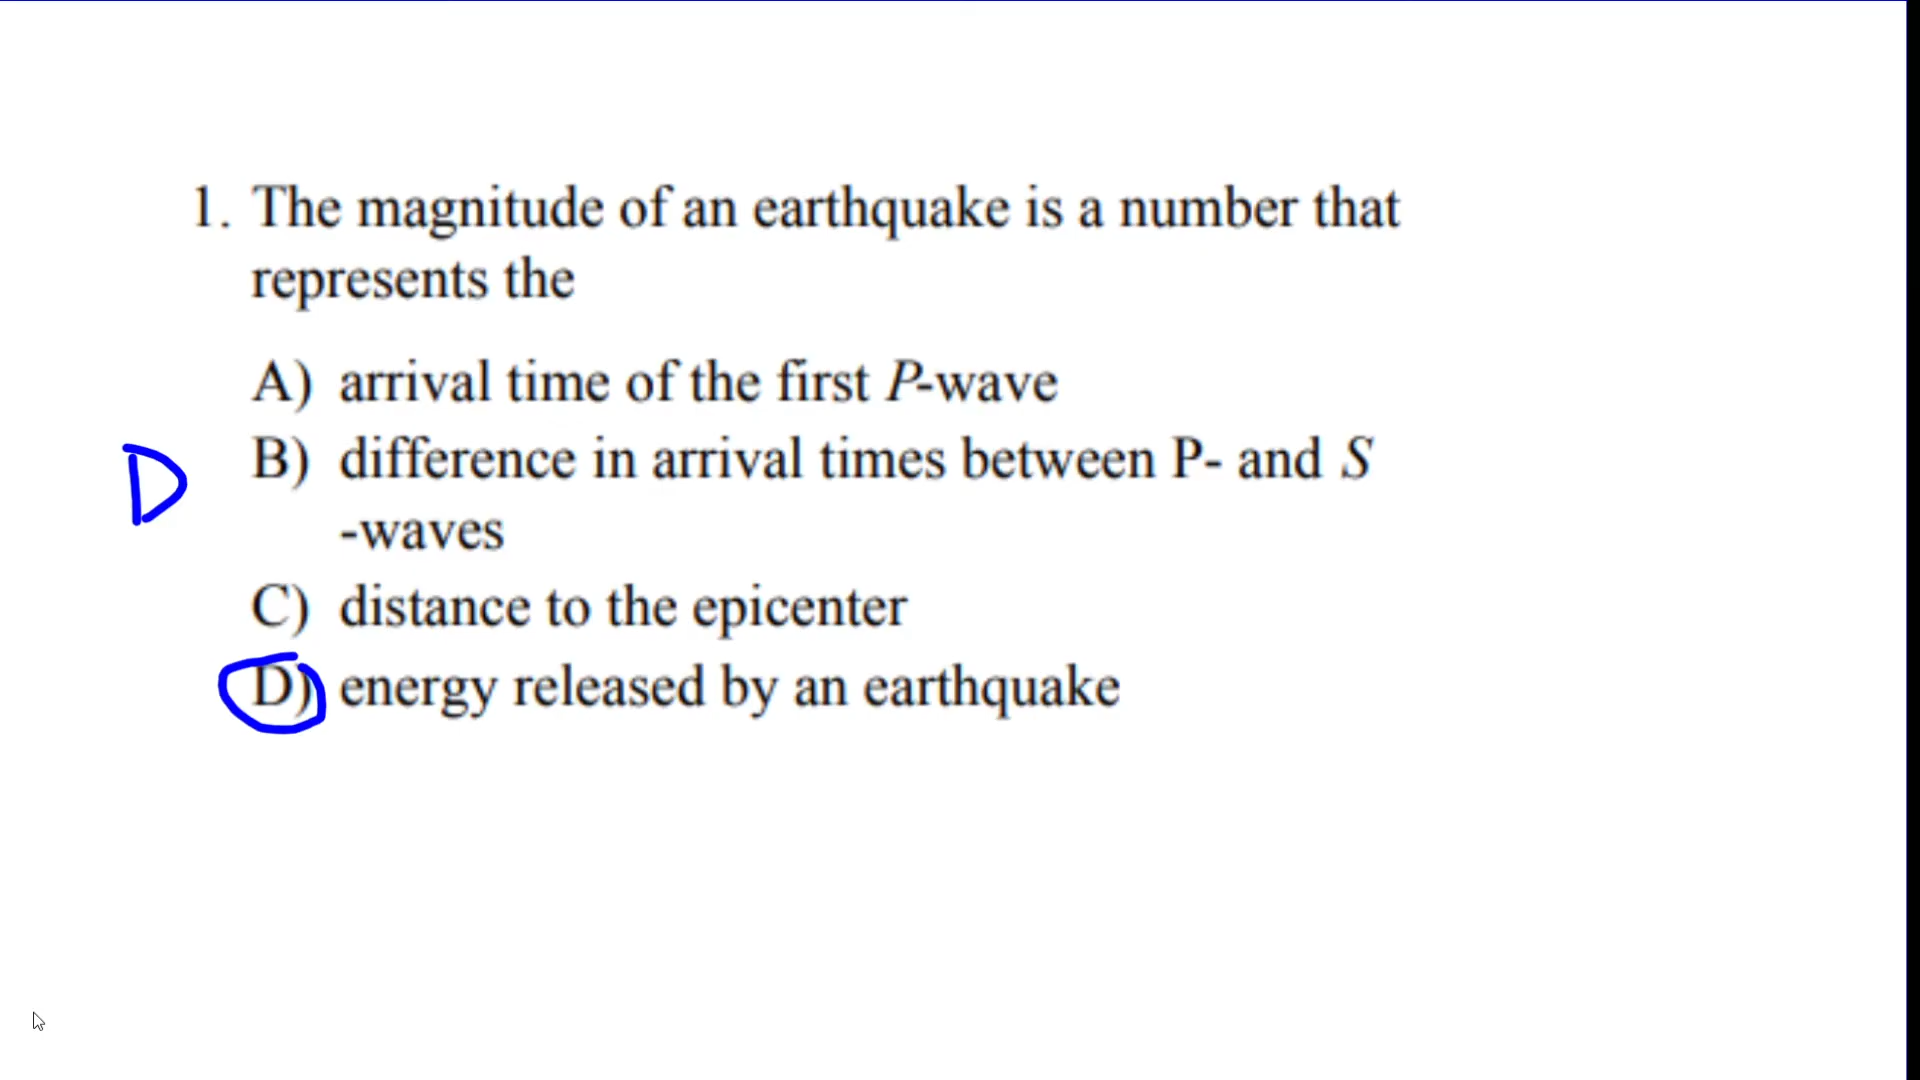 1. The magnitude of an earthquake is a number that
represents the
A) arrival time of the first P-wave
D
B) difference in arrival times between P- and S
-waves
C) distance to the epicenter
D) energy released by an earthquake